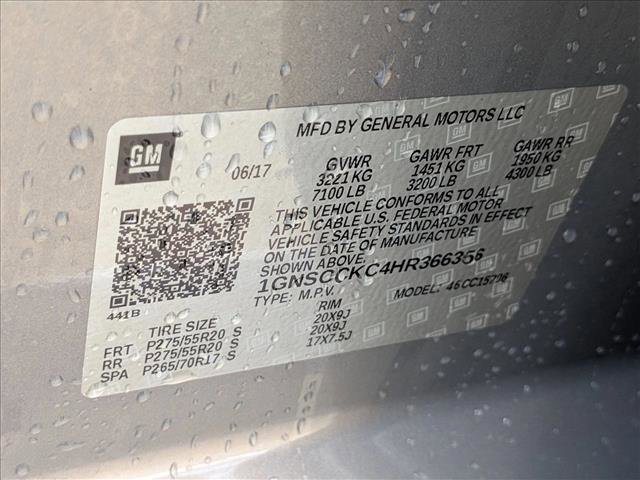 GM
MFD BY GENERAL MOTORS LLC
06/17
GVWR GAWR FRT GAWR RR
3221 KG 1451 KG 1950 KG
7100 LB 3200 LB 4300 LB
THIS VEHICLE CONFORMS TO ALL
APPLICABLE U.S. FEDERAL MOTOR
VEHICLE SAFETY STANDARDS IN EFFECT
ON THE DATE OF MANUFACTURE
SHOWN ABOVE.
1GNSCCKC4HR366356
TYPE: M.P.V. MODEL: 46 CC15706
441B
TIRE SIZE RIM
FRT P275/55R20 S 20X9J
RR P275/55R20 S 20X9J
SPA P265/70R17 S 17X7.5J